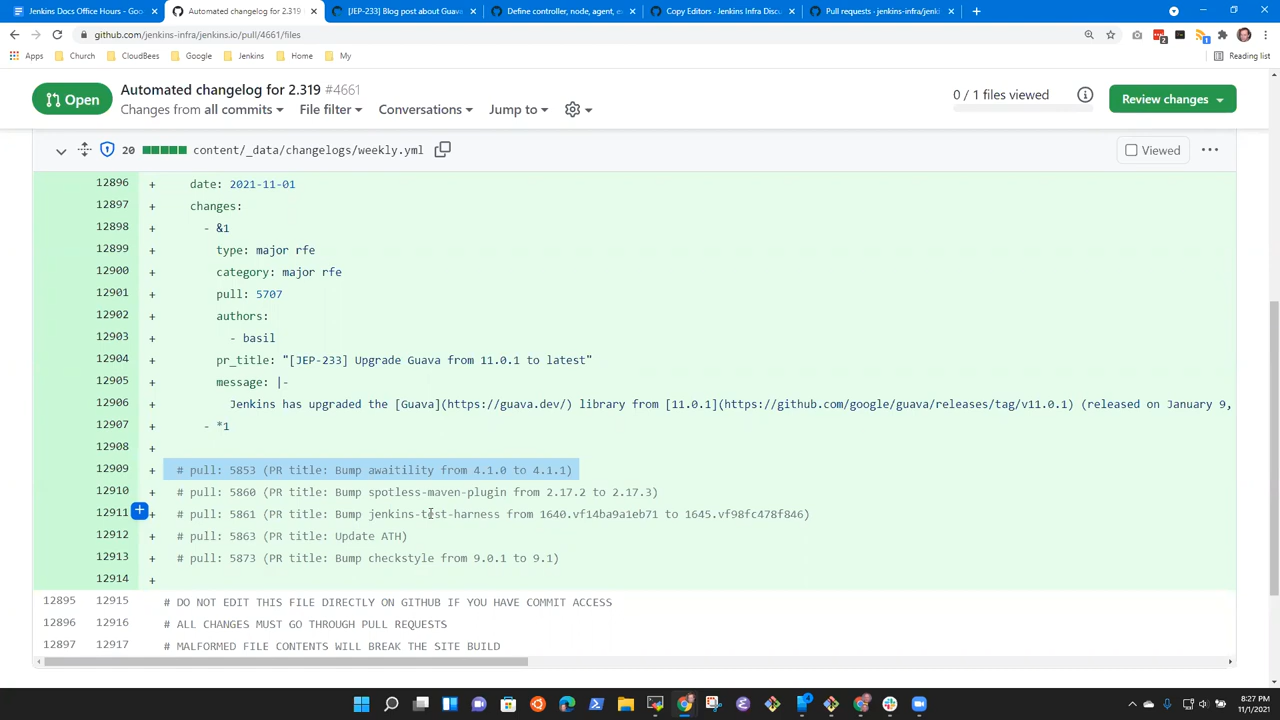 Jenkins Docs Office Hours - G
Automated changelog for 2.319
[JEP-233] Blog post about Guava
Define controller, node, agent, e
Copy Editors - Jenkins Infra Discu
Pull requests · jenkins-infra/jenki
github.com/jenkins-infra/jenkins.io/pull/4661/files
Apps
Church
CloudBees
Google
Jenkins
Home
My
Reading list
Open
Automated changelog for 2.319 #4661
Changes from all commits
File filter
Conversations
Jump to
0 / 1 files viewed
Review changes
20 content/_data/changelogs/weekly.yml
Viewed
12896 + date: 2021-11-01
12897 + changes:
12898 + - &1
12899 + type: major rfe
12900 + category: major rfe
12901 + pull: 5707
12902 + authors:
12903 + - basil
12904 + pr_title: "[JEP-233] Upgrade Guava from 11.0.1 to latest"
12905 + message: |-
12906 + Jenkins has upgraded the [Guava](https://guava.dev/) library from [11.0.1](https://github.com/google/guava/releases/tag/v11.0.1) (released on January 9,
12907 + - *1
12908 +
12909 + # pull: 5853 (PR title: Bump awaitility from 4.1.0 to 4.1.1)
12910 + # pull: 5860 (PR title: Bump spotless-maven-plugin from 2.17.2 to 2.17.3)
12911 + # pull: 5861 (PR title: Bump jenkins-test-harness from 1640.vf14ba9a1eb71 to 1645.vf98fc478f846)
12912 + # pull: 5863 (PR title: Update ATH)
12913 + # pull: 5873 (PR title: Bump checkstyle from 9.0.1 to 9.1)
12914 +
12895 12915 # DO NOT EDIT THIS FILE DIRECTLY ON GITHUB IF YOU HAVE COMMIT ACCESS
12896 12916 # ALL CHANGES MUST GO THROUGH PULL REQUESTS
12897 12917 # MALFORMED FILE CONTENTS WILL BREAK THE SITE BUILD
8:27 PM
11/1/2021